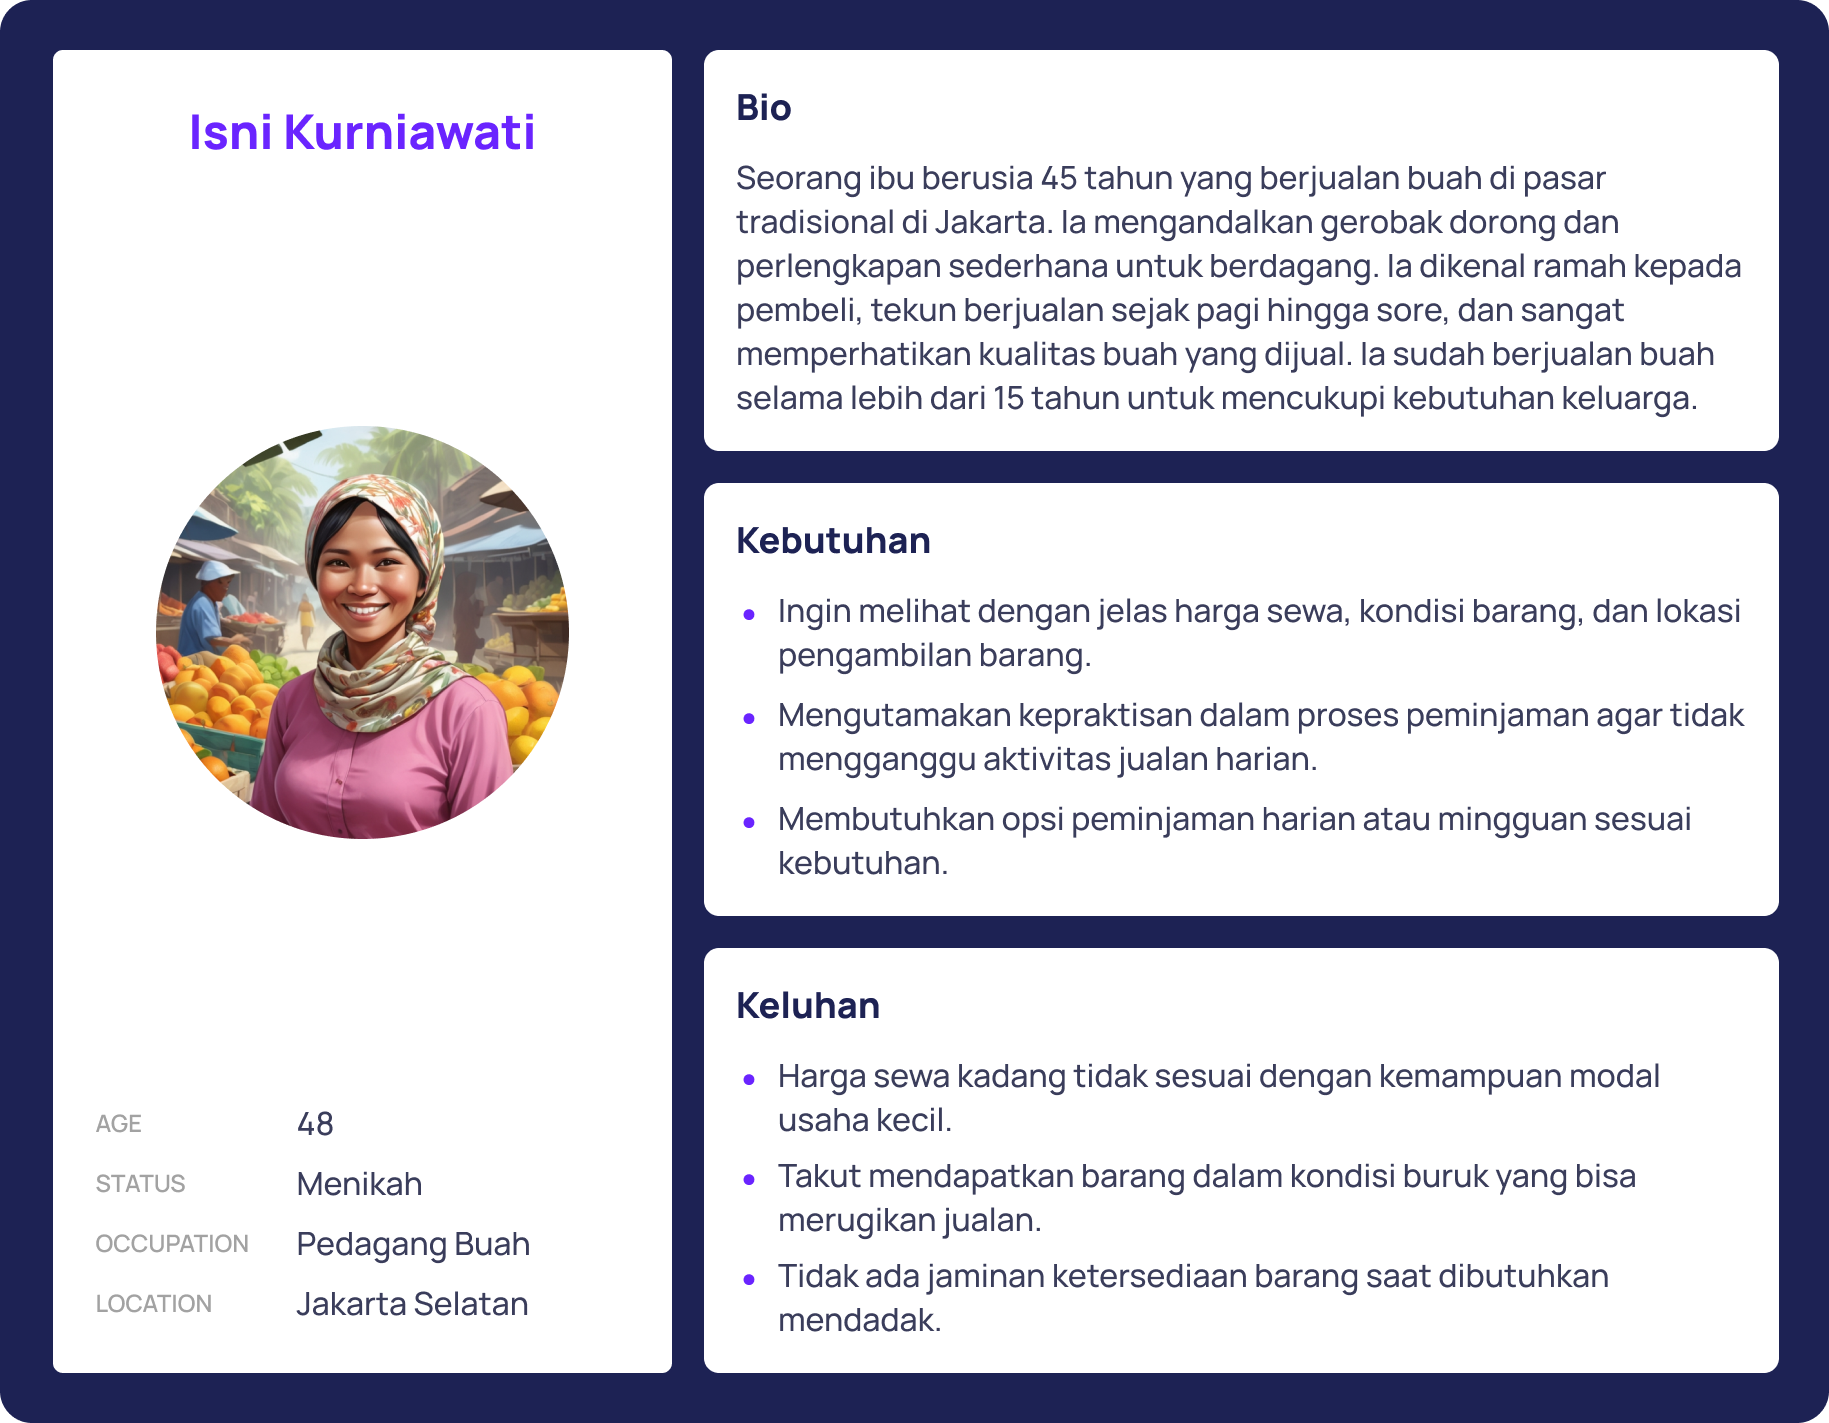 Isni Kurniawati
AGE 48
STATUS Menikah
OCCUPATION Pedagang Buah
LOCATION Jakarta Selatan
Bio
Seorang ibu berusia 45 tahun yang berjualan buah di pasar
tradisional di Jakarta. Ia mengandalkan gerobak dorong dan
perlengkapan sederhana untuk berdagang. Ia dikenal ramah kepada
pembeli, tekun berjualan sejak pagi hingga sore, dan sangat
memperhatikan kualitas buah yang dijual. Ia sudah berjualan buah
selama lebih dari 15 tahun untuk mencukupi kebutuhan keluarga.
Kebutuhan
• Ingin melihat dengan jelas harga sewa, kondisi barang, dan lokasi
pengambilan barang.
• Mengutamakan kepraktisan dalam proses peminjaman agar tidak
mengganggu aktivitas jualan harian.
• Membutuhkan opsi peminjaman harian atau mingguan sesuai
kebutuhan.
Keluhan
• Harga sewa kadang tidak sesuai dengan kemampuan modal
usaha kecil.
• Takut mendapatkan barang dalam kondisi buruk yang bisa
merugikan jualan.
• Tidak ada jaminan ketersediaan barang saat dibutuhkan
mendadak.